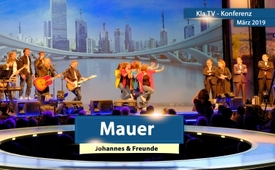 Kla.TV - Konferenz
März 2019
Mauer
Johannes & Freunde